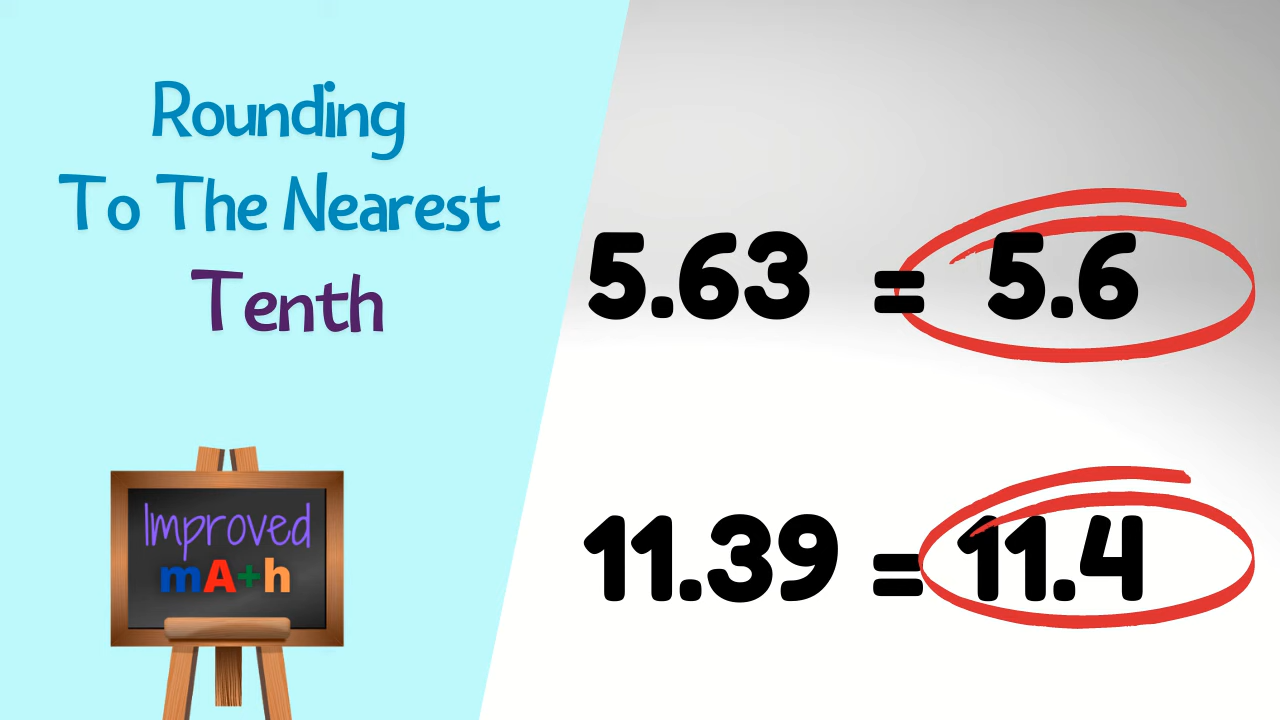 Rounding
To The Nearest
Tenth
5.63 = 5.6
11.39 = 11.4
Improved
mA+h